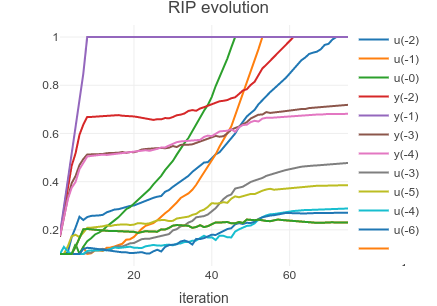 RIP evolution
1
0.8
0.6
0.4
0.2
20
40
60
iteration
u(-2)
u(-1)
u(-0)
y(-2)
y(-1)
y(-3)
y(-4)
u(-3)
u(-5)
u(-4)
u(-6)